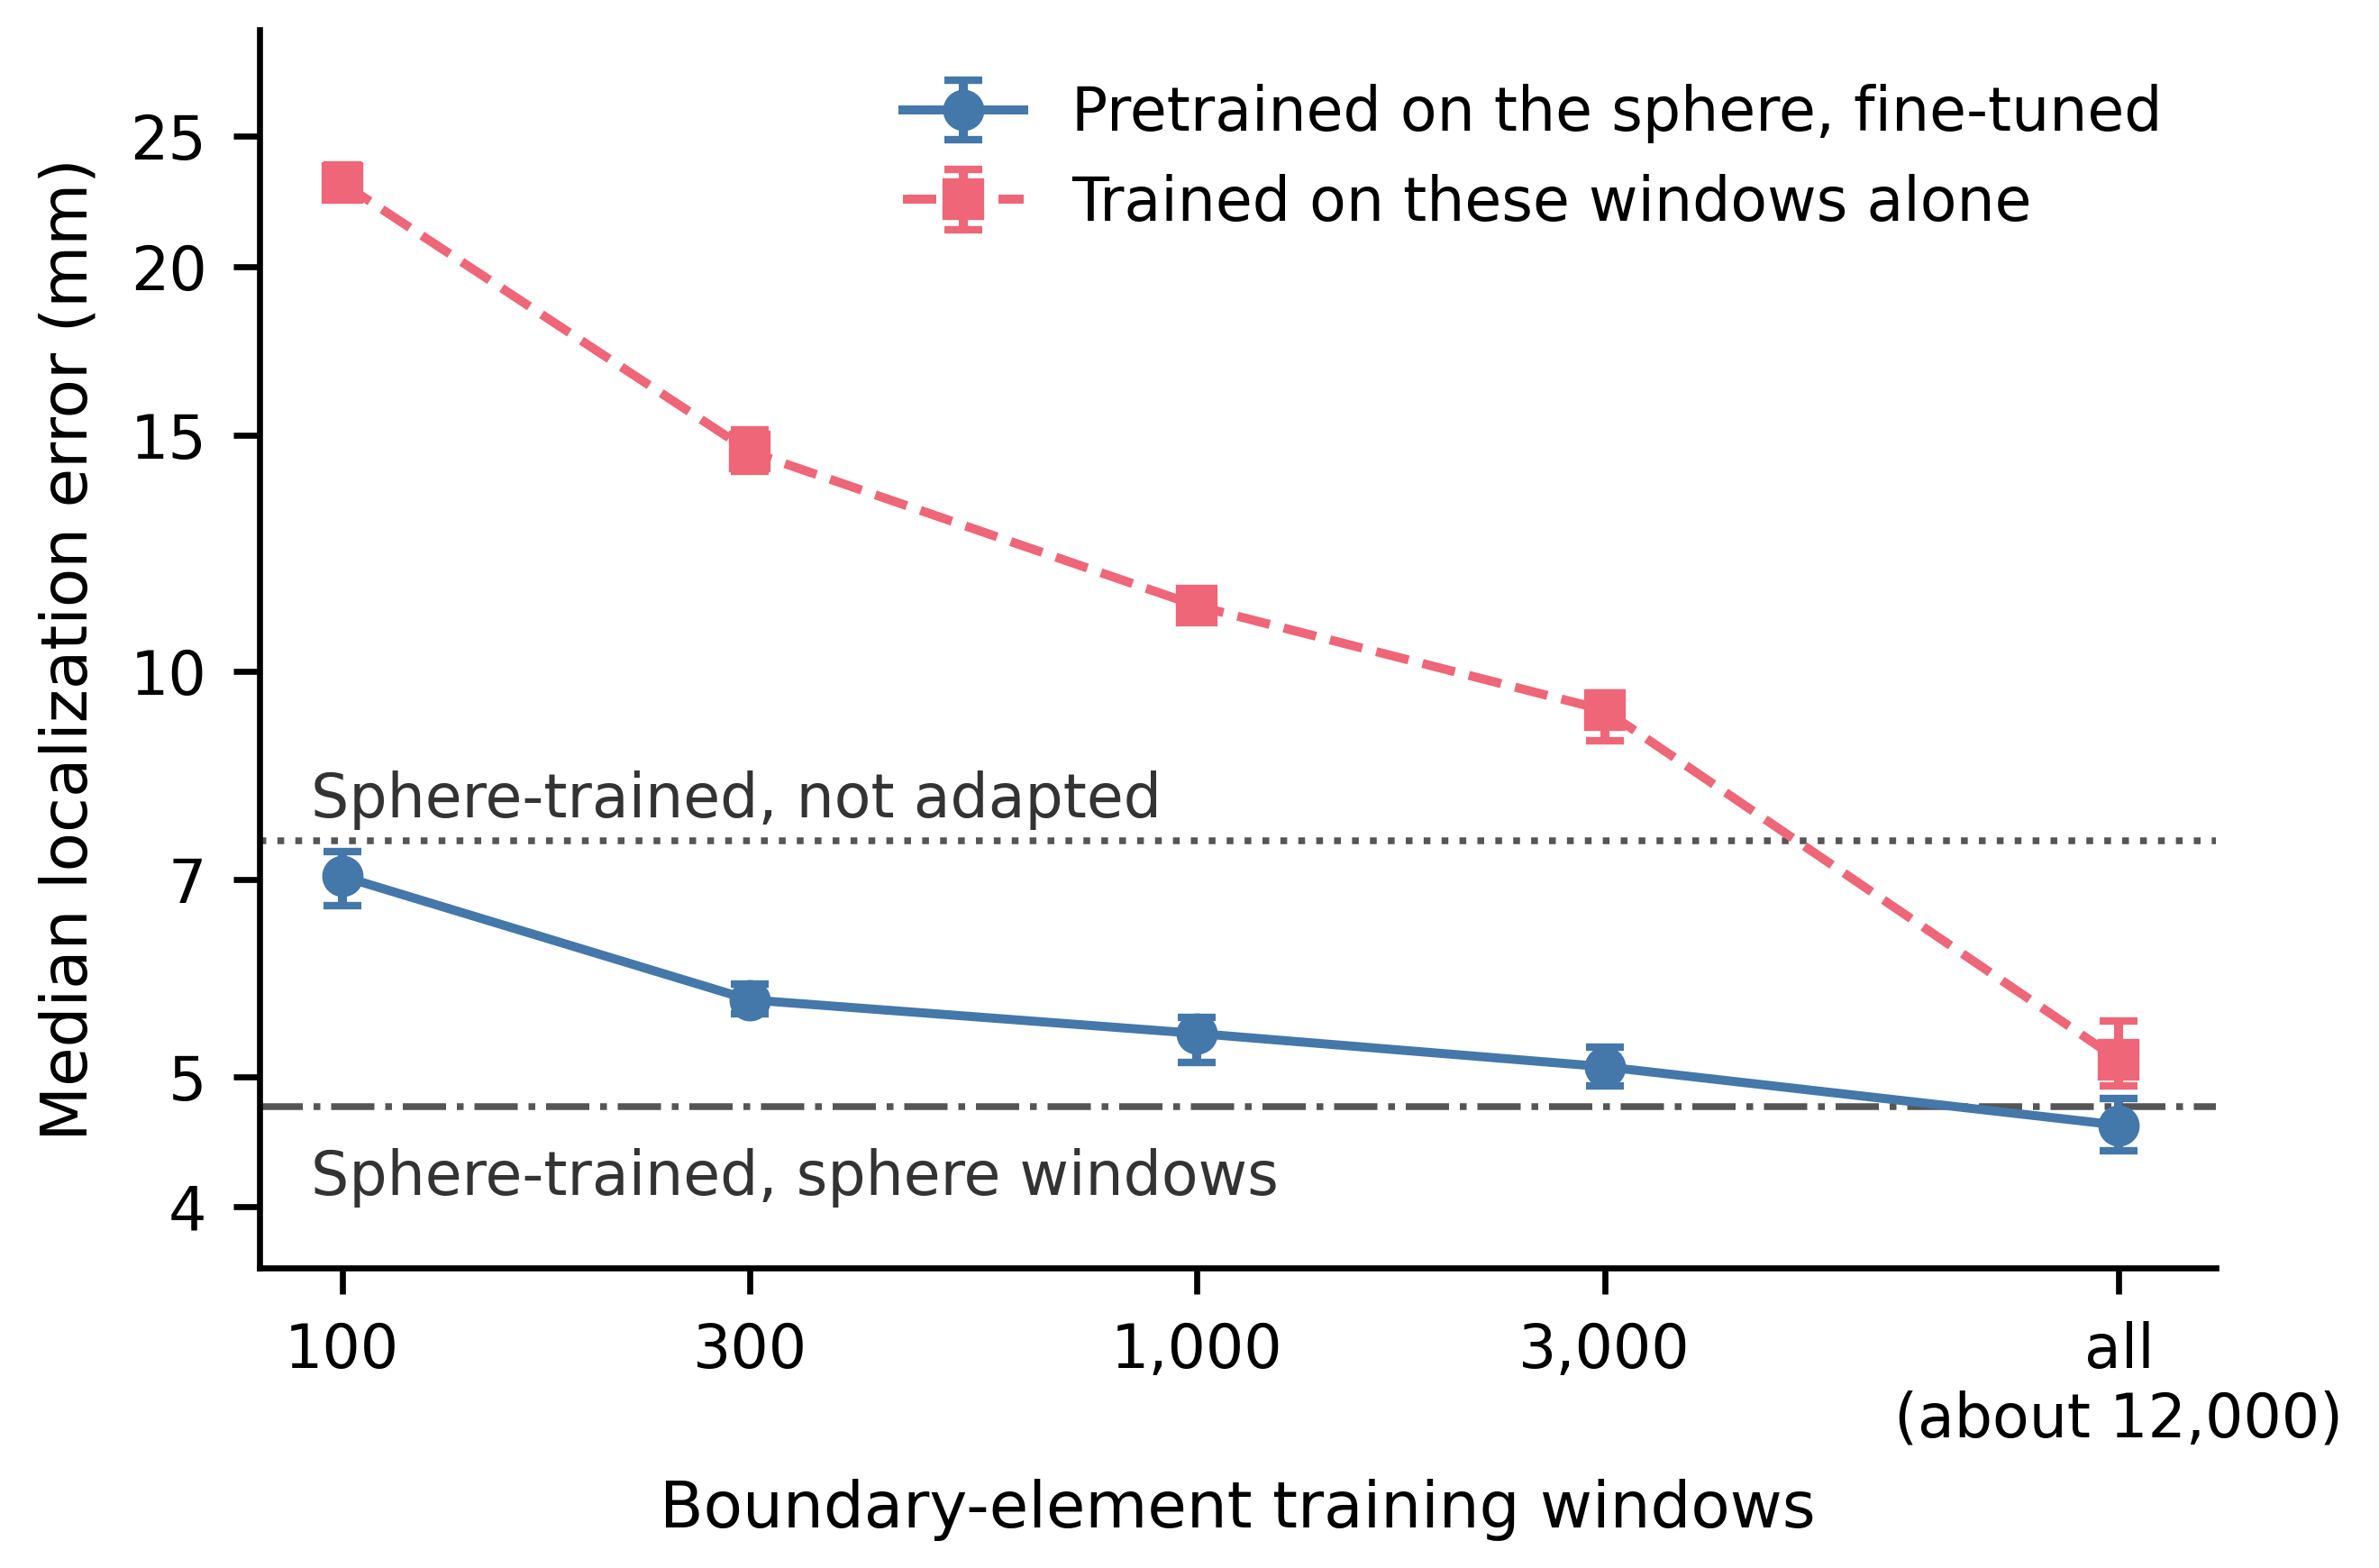 Median localization error (mm)
25
20
15
10
7
5
4
Pretrained on the sphere, fine-tuned
Trained on these windows alone
Sphere-trained, not adapted
Sphere-trained, sphere windows
100
300
1,000
3,000
all
(about 12,000)
Boundary-element training windows